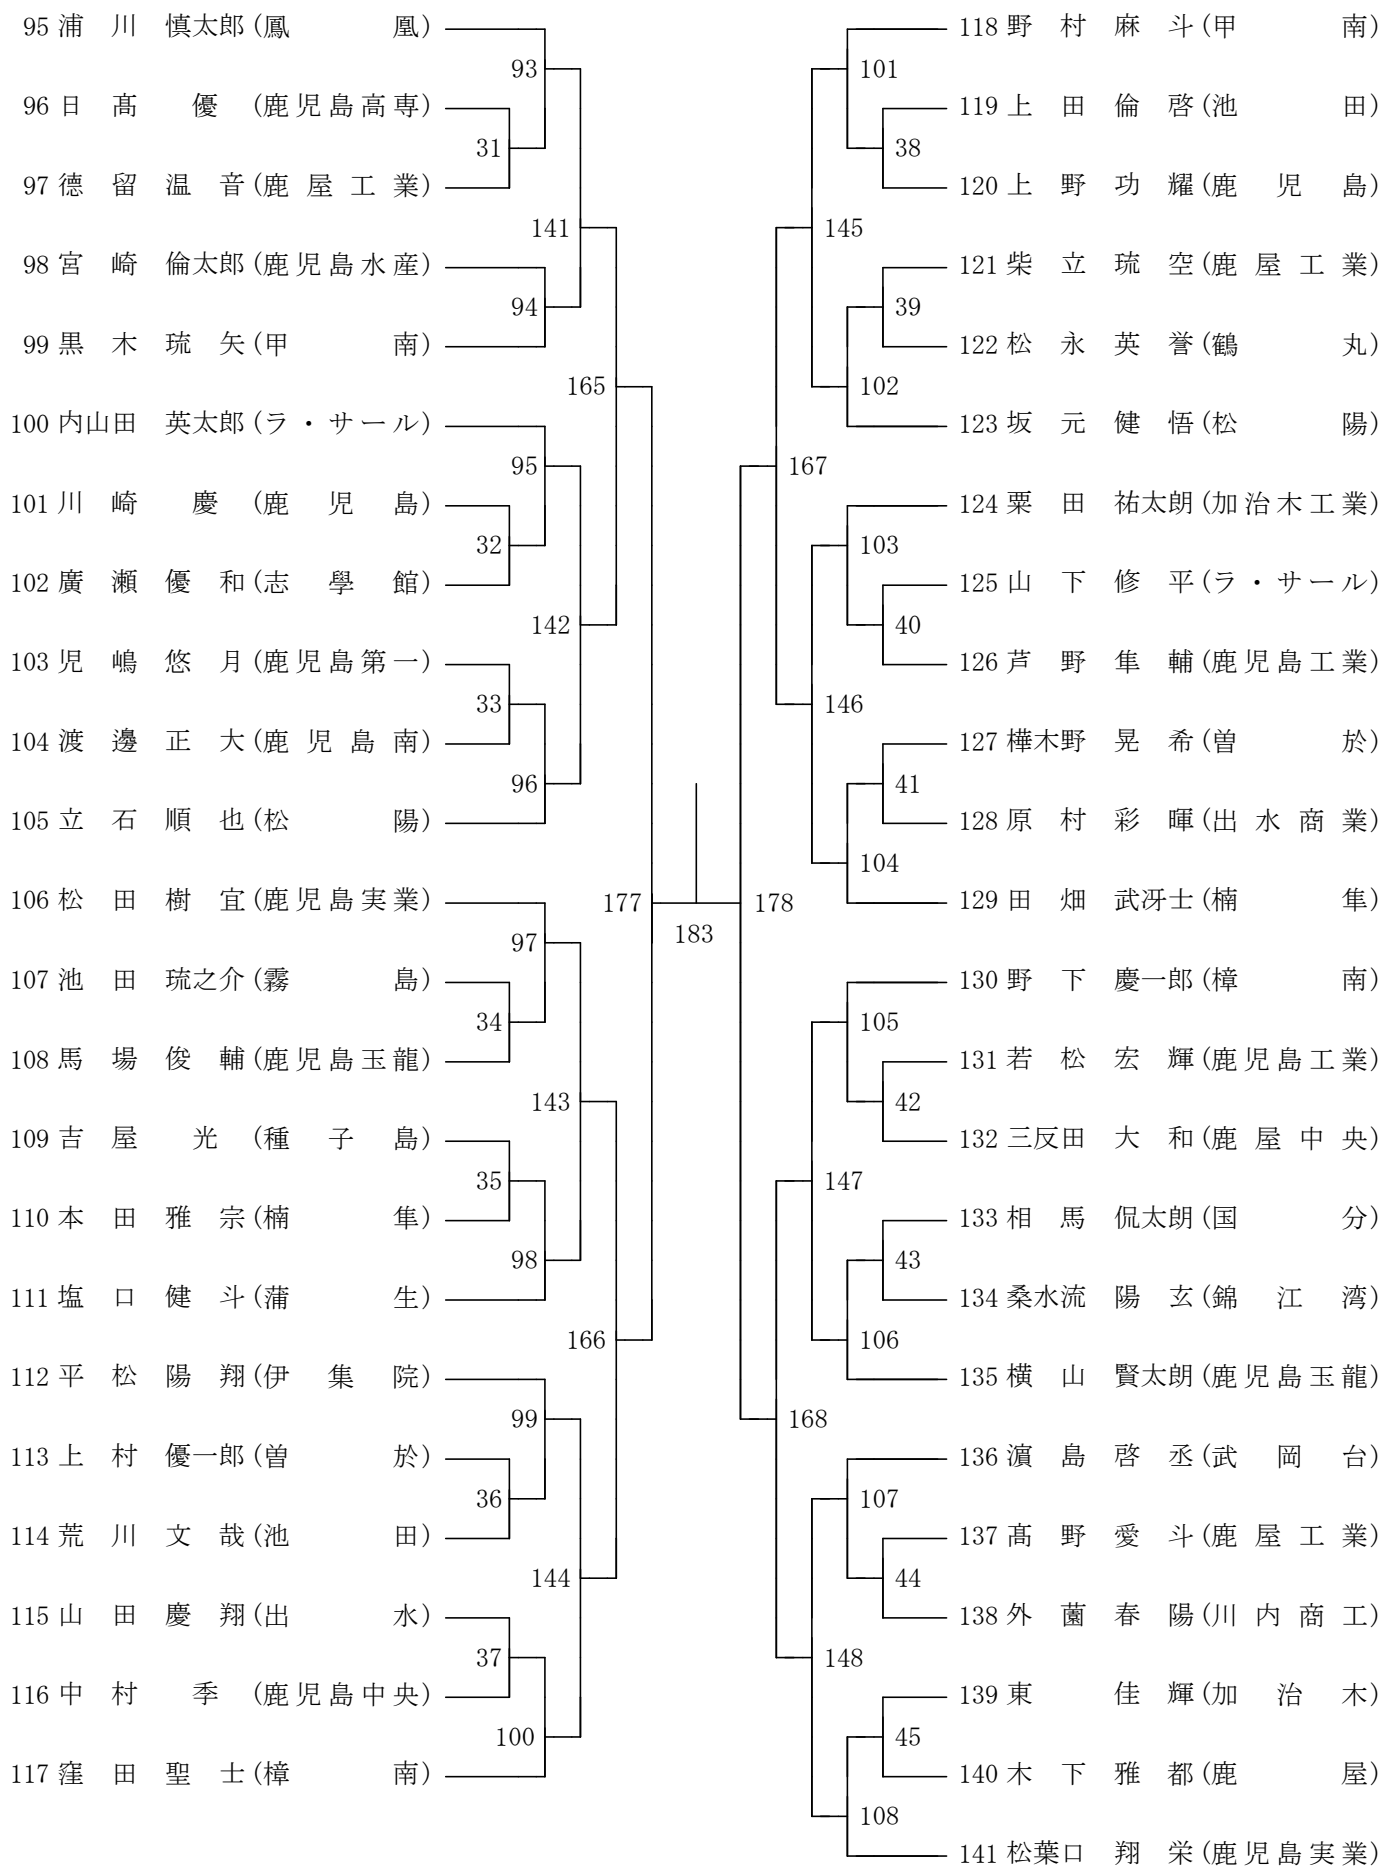 95 浦 川 慎太郎 (鳳 凰)
93
96 日 髙 優 (鹿児島高専)
31
97 德 留 温 音 (鹿屋工業)
141
98 宮 崎 倫太郎 (鹿児島水産)
94
99 黒 木 琉 矢 (甲 南)
165
100 内山田 英太郎 (ラ・サール)
95
101 川 崎 慶 (鹿 児 島)
32
102 廣 瀬 優 和 (志 學 館)
142
103 児 嶋 悠 月 (鹿児島第一)
33
104 渡 邊 正 大 (鹿児島南)
96
105 立 石 順 也 (松 陽)
106 松 田 樹 宜 (鹿児島実業)
177
97
107 池 田 琉之介 (霧 島)
34
108 馬 場 俊 輔 (鹿児島玉龍)
143
109 吉 屋 光 (種 子 島)
35
110 本 田 雅 宗 (楠 隼)
98
111 塩 口 健 斗 (蒲 生)
166
112 平 松 陽 翔 (伊 集 院)
99
113 上 村 優一郎 (曽 於)
36
114 荒 川 文 哉 (池 田)
144
115 山 田 慶 翔 (出 水)
37
116 中 村 季 (鹿児島中央)
100
117 窪 田 聖 士 (樟 南)
183
118 野 村 麻 斗 (甲 南)
101
119 上 田 倫 啓 (池 田)
38
120 上 野 功 耀 (鹿 児 島)
145
121 柴 立 琉 空 (鹿屋工業)
39
122 松 永 英 誉 (鶴 丸)
102
123 坂 元 健 悟 (松 陽)
167
124 粟 田 祐太朗 (加治木工業)
103
125 山 下 修 平 (ラ・サール)
40
126 芦 野 隼 輔 (鹿児島工業)
146
127 樺木野 晃 希 (曽 於)
41
128 原 村 彩 暉 (出水商業)
104
129 田 畑 武冴士 (楠 隼)
178
130 野 下 慶一郎 (樟 南)
105
131 若 松 宏 輝 (鹿児島工業)
42
132 三反田 大 和 (鹿屋中央)
147
133 相 馬 侃太朗 (国 分)
43
134 桑水流 陽 玄 (錦 江 湾)
106
135 横 山 賢太朗 (鹿児島玉龍)
168
136 濵 島 啓 丞 (武 岡 台)
107
137 髙 野 愛 斗 (鹿屋工業)
44
138 外 薗 春 陽 (川内商工)
148
139 東 佳 輝 (加 治 木)
45
140 木 下 雅 都 (鹿 屋)
108
141 松葉口 翔 栄 (鹿児島実業)